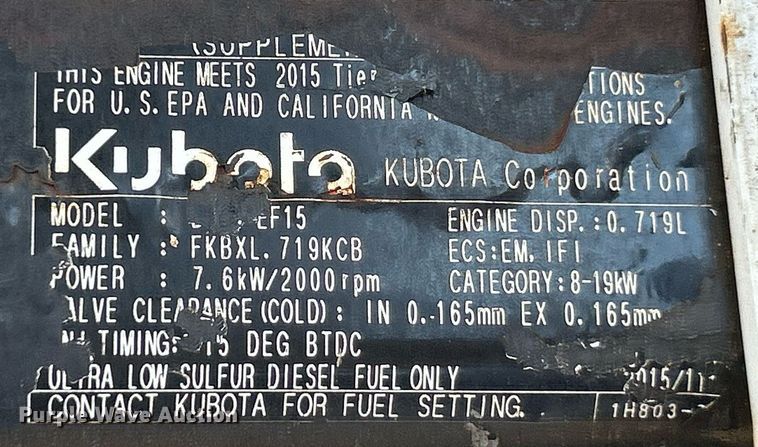 (SUPPLEME
THIS ENGINE MEETS 2015 Tier TIONS
FOR U.S.EPA AND CALIFORNIA ENGINES.
Kubota KUBOTA Corporation
MODEL : EF15 ENGINE DISP.:0.719L
FAMILY : FKBXL.719KCB ECS:EM.IFI
POWER : 7.6kW/2000rpm CATEGORY:8-19kW
VALVE CLEARANCE(COLD): IN 0.165mm EX 0.165mm
TIMING: 15 DEG BTDC
ULTRA LOW SULFUR DIESEL FUEL ONLY 2015/11
CONTACT KUBOTA FOR FUEL SETTING. 1H803-
Purple Wave Auction